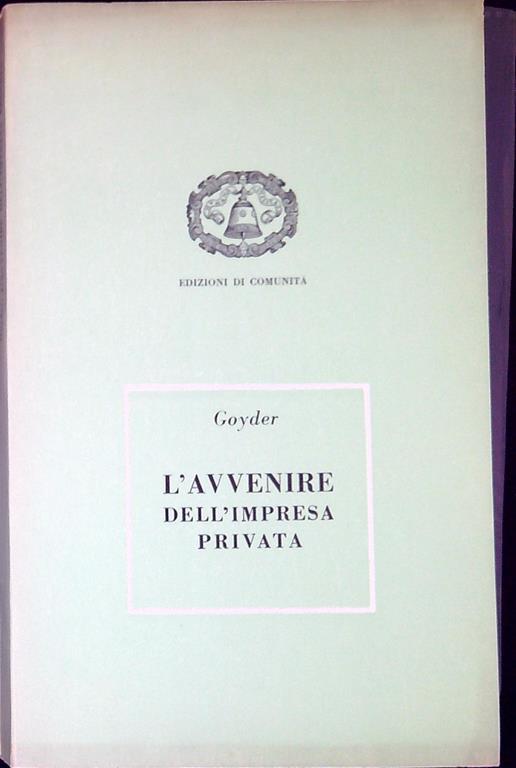 EDIZIONI DI COMUNITÀ
Goyder
L'AVVENIRE
DELL'IMPRESA
PRIVATA